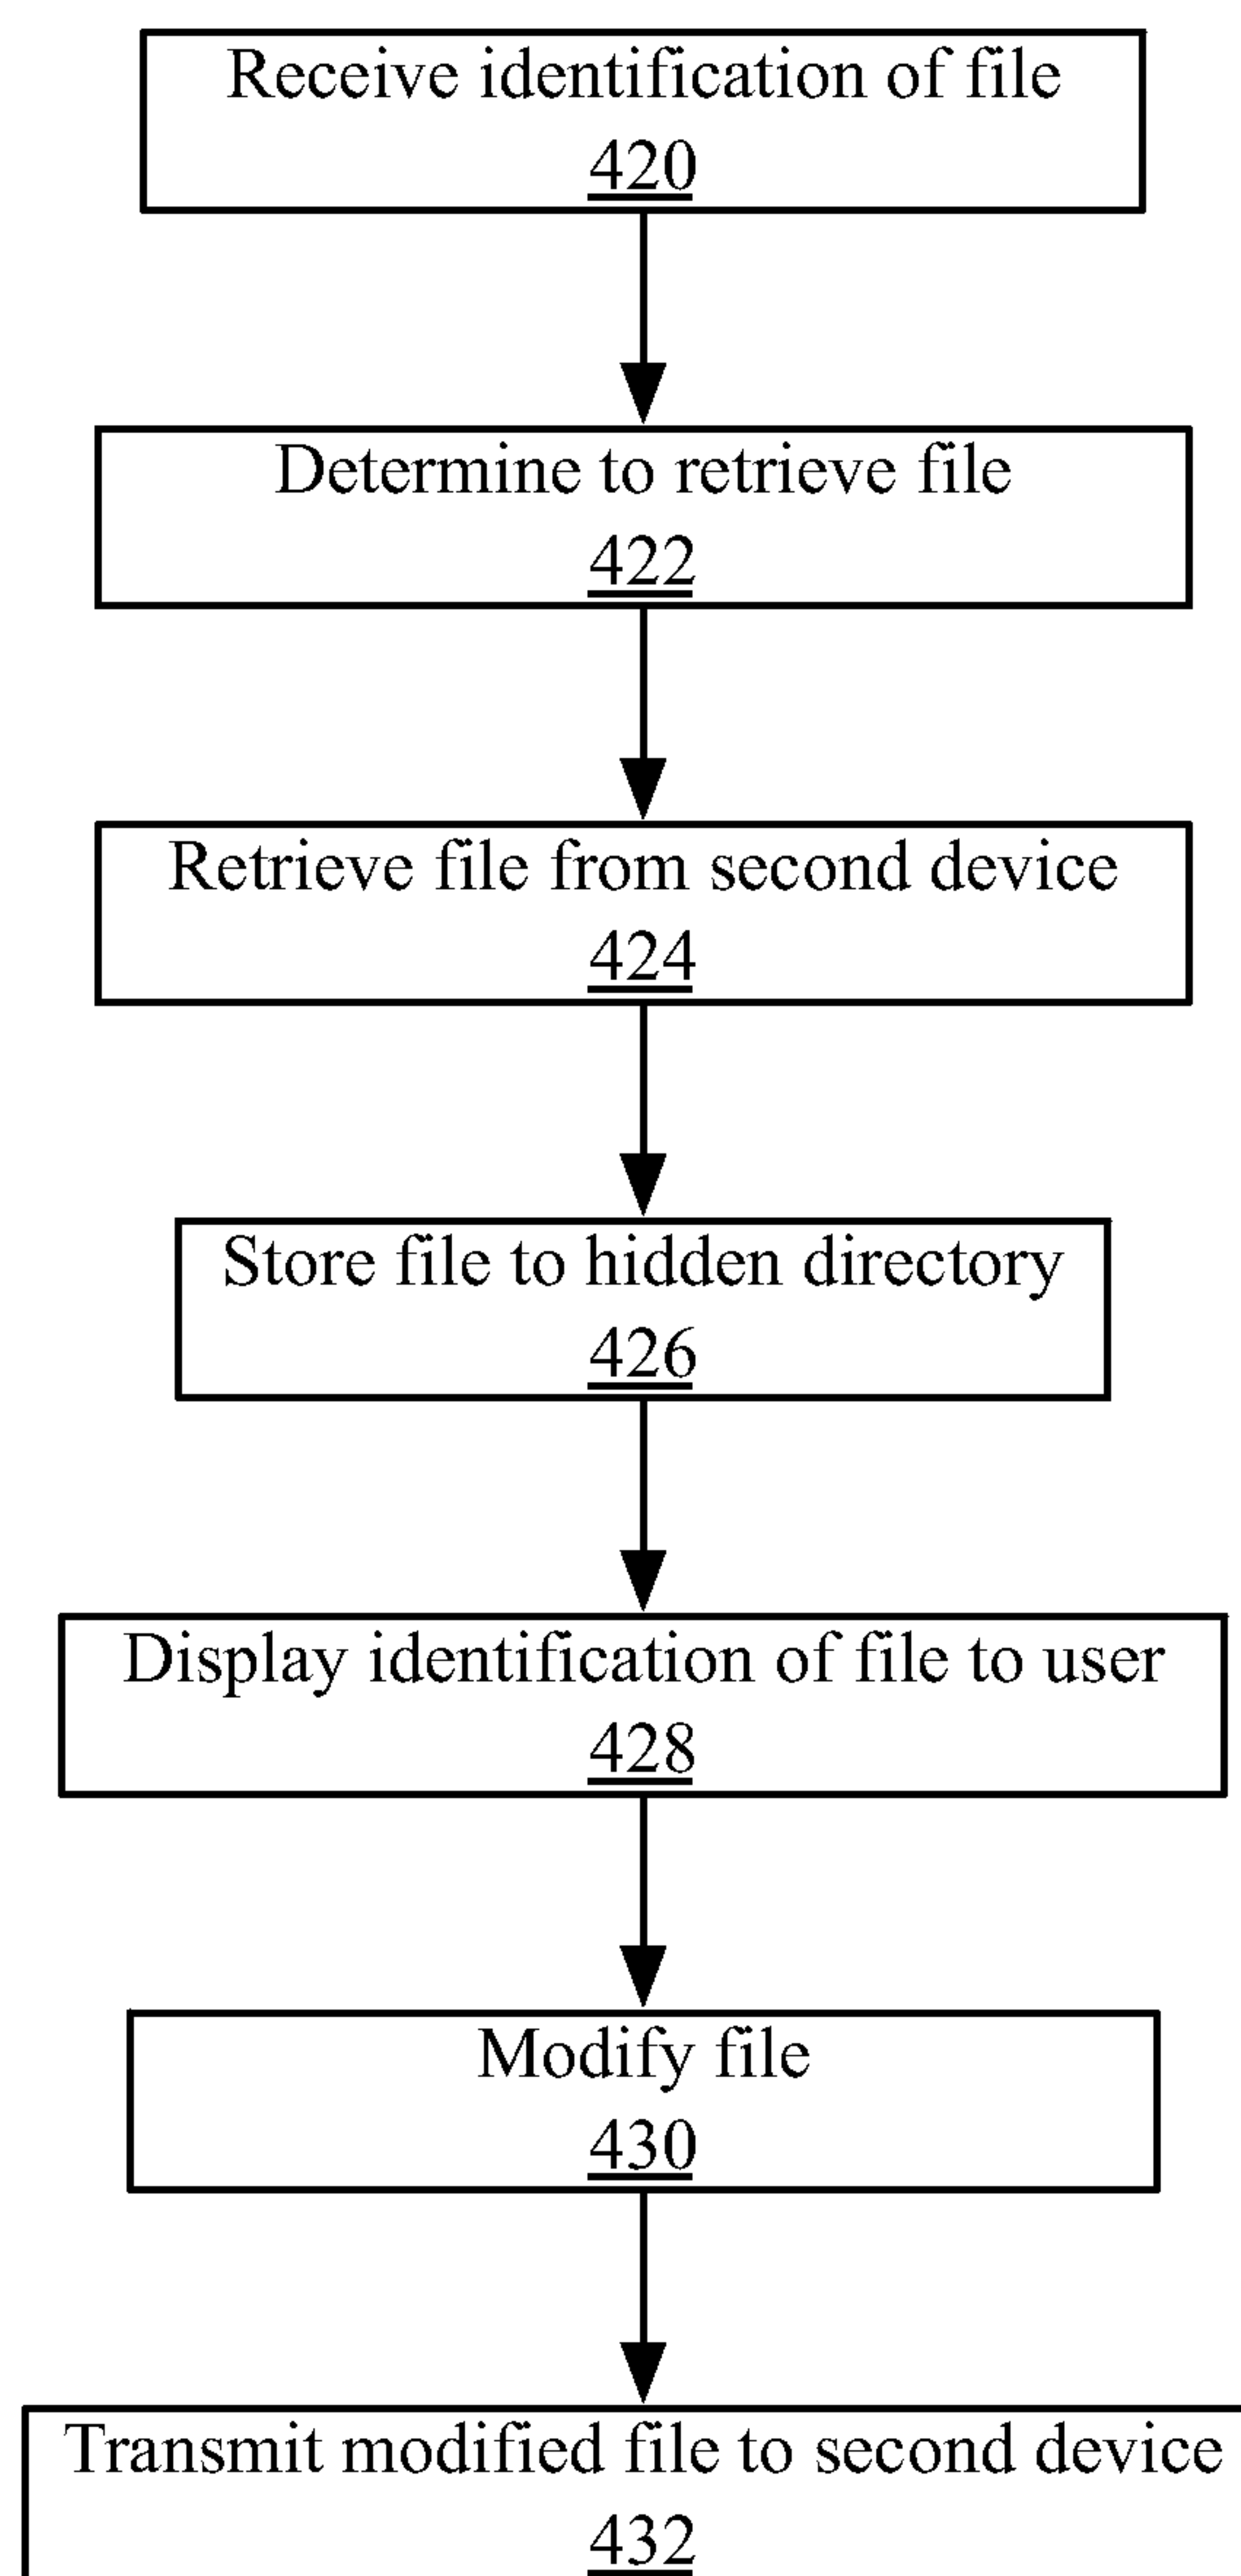 Receive identification of file
420
Determine to retrieve file
422
Retrieve file from second device
424
Store file to hidden directory
426
Display identification of file to user
428
Modify file
430
Transmit modified file to second device
432